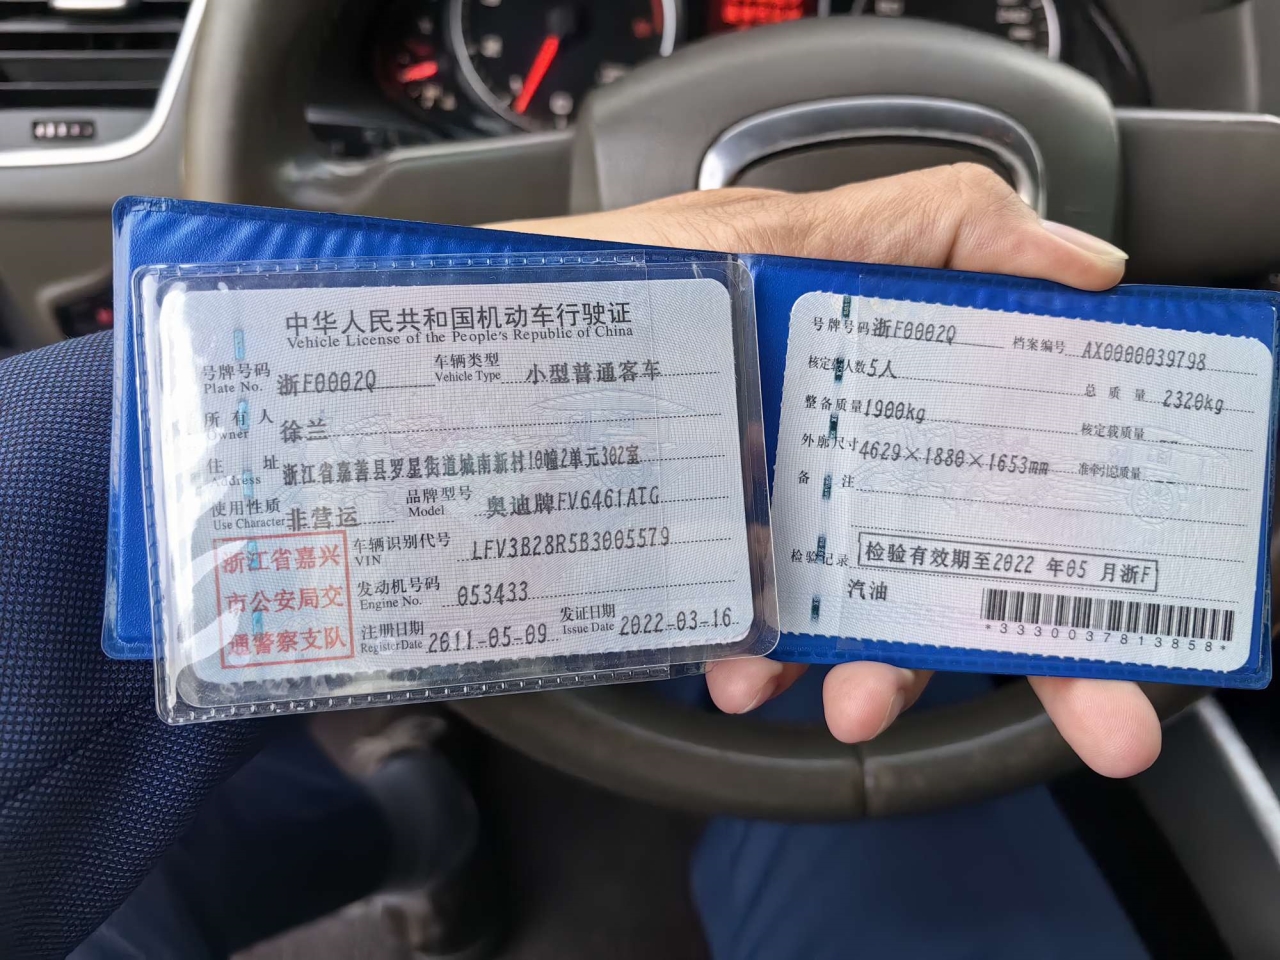 中华人民共和国机动车行驶证
Vehicle License of the People's Republic of China
号牌号码 浙F0002Q 车辆类型 小型普通客车
Plate No. Vehicle Type
所有人 徐兰
Owner
住址 浙江省嘉善县罗星街道城南新村10幢2单元302室
Address
使用性质 非营运 品牌型号 奥迪牌FV6461ATG
Use Character Model
浙江省嘉兴
市公安局交
通警察支队
车辆识别代号 LFV3B28R5B3005579
VIN
发动机号码 053433
Engine No.
注册日期 2011-05-09 发证日期 2022-03-16
Register Date Issue Date
号牌号码 浙F0002Q 档案编号 AX0000039798
核定载人数 5人 总质量 2320kg
整备质量 1900kg 核定载质量 --
外廓尺寸 4629×1880×1653mm 准牵引总质量
备注
检验记录 检验有效期至2022年05月浙F
汽油
*3330037813858*